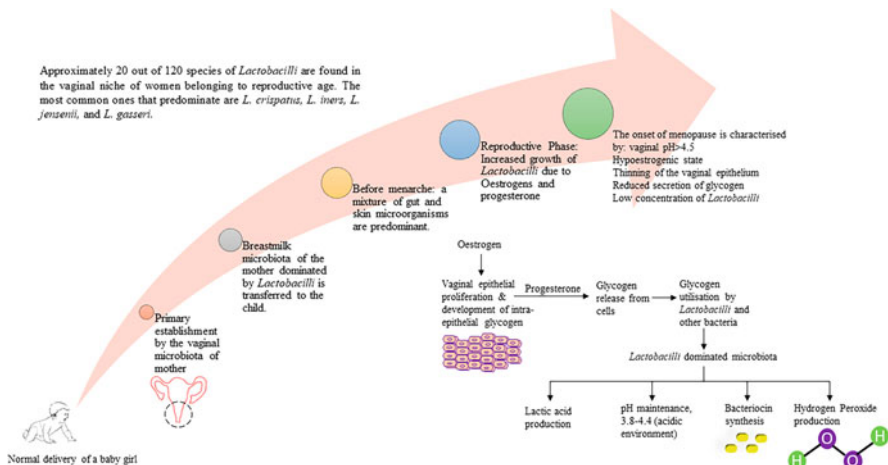 Approximately 20 out of 120 species of Lactobacilli are found in
the vaginal niche of women belonging to reproductive age. The
most common ones that predominate are L. crispatus, L. iners, L.
jensenii, and L. gasseri.
The onset of menopause is characterised
by: vaginal pH>4.5
Hypoestrogenic state
Thinning of the vaginal epithelium
Reduced secretion of glycogen
Low concentration of Lactobacilli
Reproductive Phase:
Increased growth of
Lactobacilli due to
Oestrogens and
progesterone
Before menarche: a
mixture of gut and
skin microorganisms
are predominant.
Breastmilk
microbiota of the
mother dominated
by Lactobacilli is
transferred to the
child.
Primary
establishment
by the vaginal
microbiota of
mother
Normal delivery of a baby girl
Oestrogen
Vaginal epithelial
proliferation &
development of intra-
epithelial glycogen
Progesterone
Glycogen
release from
cells
Glycogen
utilisation by
Lactobacilli and
other bacteria
Lactobacilli dominated microbiota
Lactic acid
production
pH maintenance,
3.8-4.4 (acidic
environment)
Bacteriocin
synthesis
Hydrogen Peroxide
production
H
O
O
H